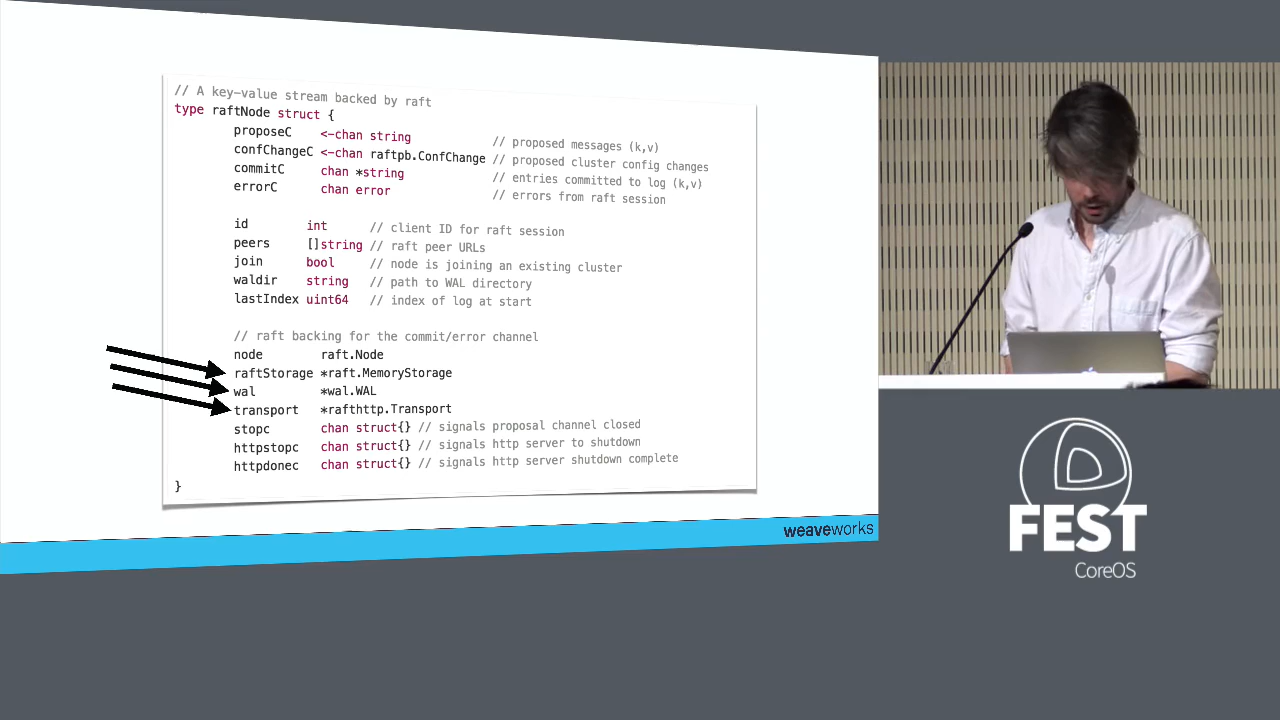 // A key-value stream backed by raft
type raftNode struct {
proposeC <-chan string // proposed messages (k,v)
confChangeC <-chan raftpb.ConfChange // proposed cluster config changes
commitC chan *string // entries committed to log (k,v)
errorC chan error // errors from raft session
id int // client ID for raft session
peers []string // raft peer URLs
join bool // node is joining an existing cluster
waldir string // path to WAL directory
lastIndex uint64 // index of log at start
// raft backing for the commit/error channel
node raft.Node
raftStorage *raft.MemoryStorage
wal *wal.WAL
transport *rafthttp.Transport
stopc chan struct{} // signals proposal channel closed
httpstopc chan struct{} // signals http server to shutdown
httpdonec chan struct{} // signals http server shutdown complete
}
weaveworks
FEST
CoreOS